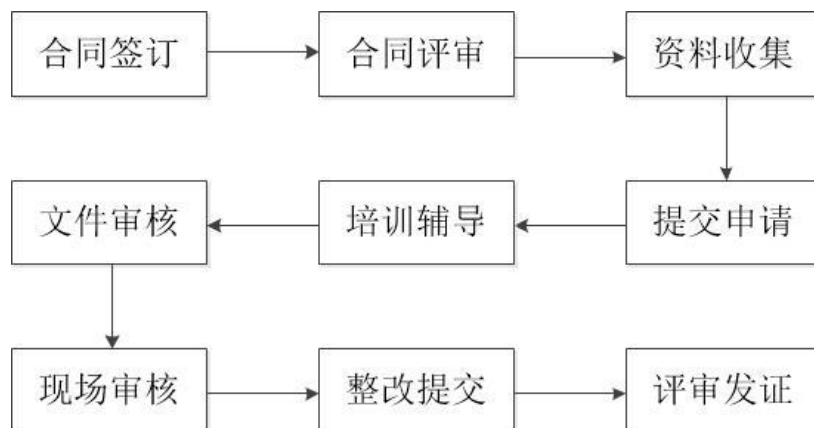 合同签订
合同评审
资料收集
提交申请
培训辅导
文件审核
现场审核
整改提交
评审发证